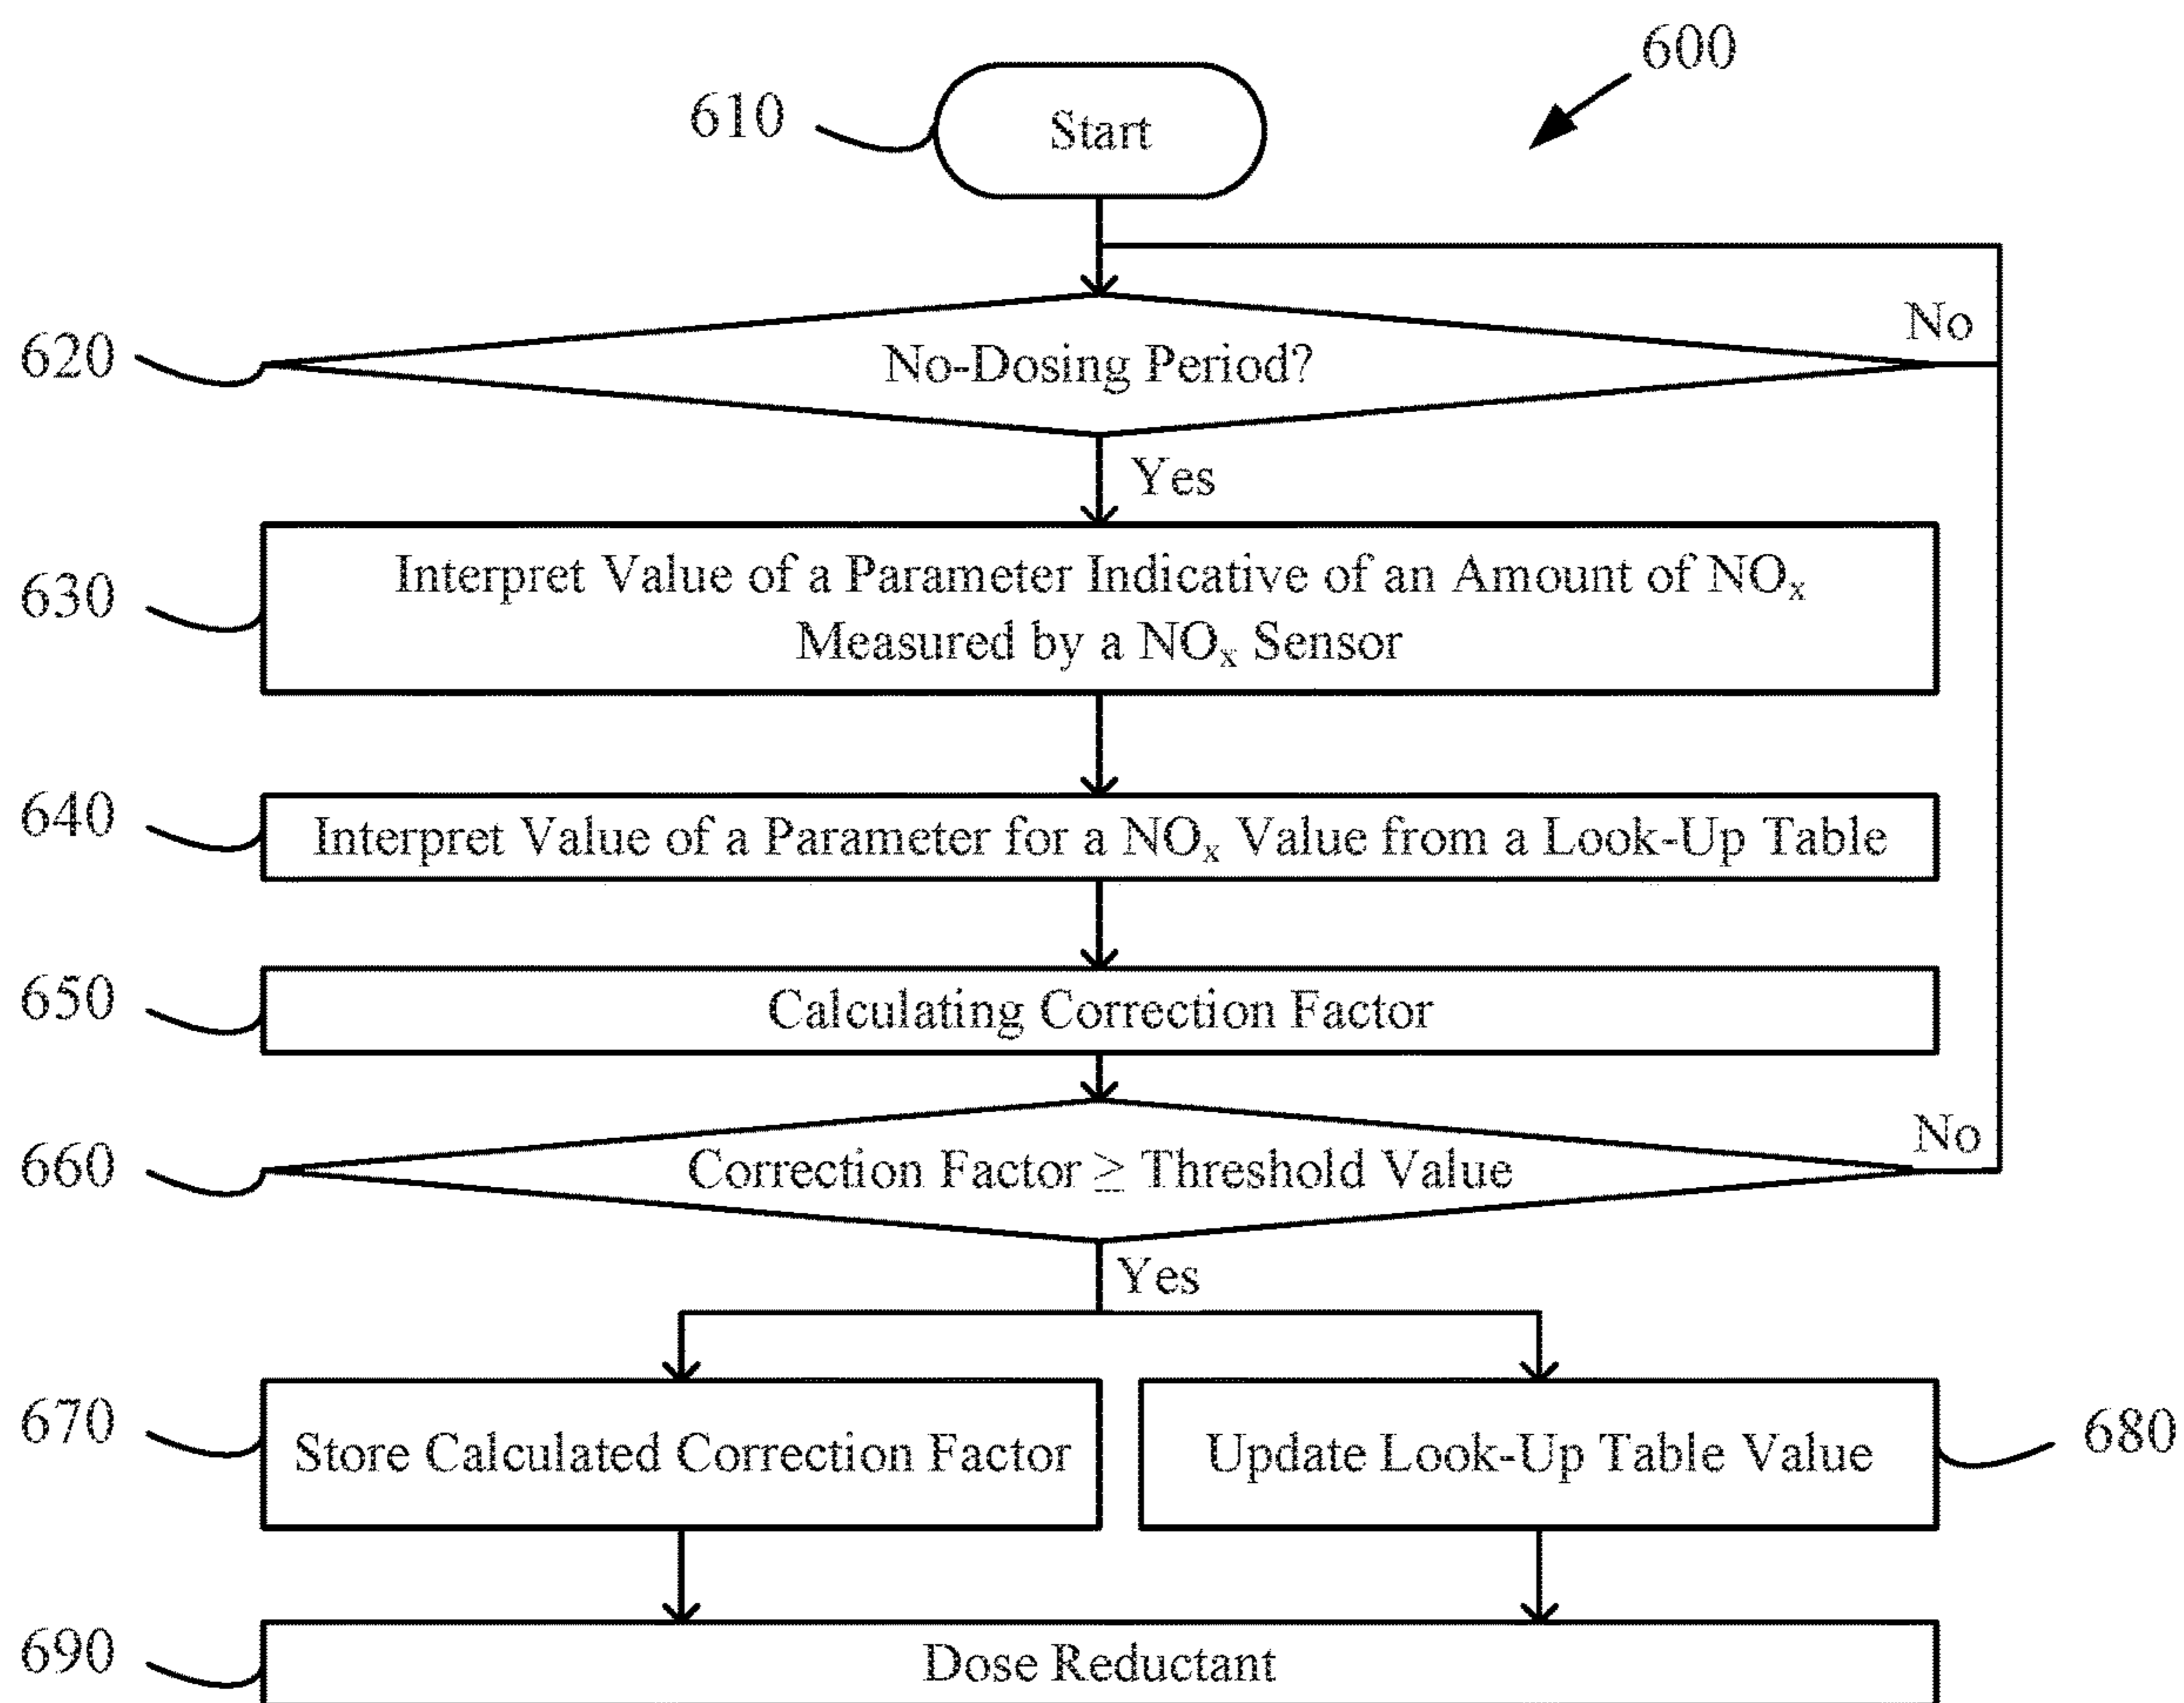 600
610
Start
No
620
No-Dosing Period?
Yes
630
Interpret Value of a Parameter Indicative of an Amount of NOx
Measured by a NOx Sensor
640
Interpret Value of a Parameter for a NOx Value from a Look-Up Table
650
Calculating Correction Factor
No
660
Correction Factor ≥ Threshold Value
Yes
670
Store Calculated Correction Factor
Update Look-Up Table Value
680
690
Dose Reductant